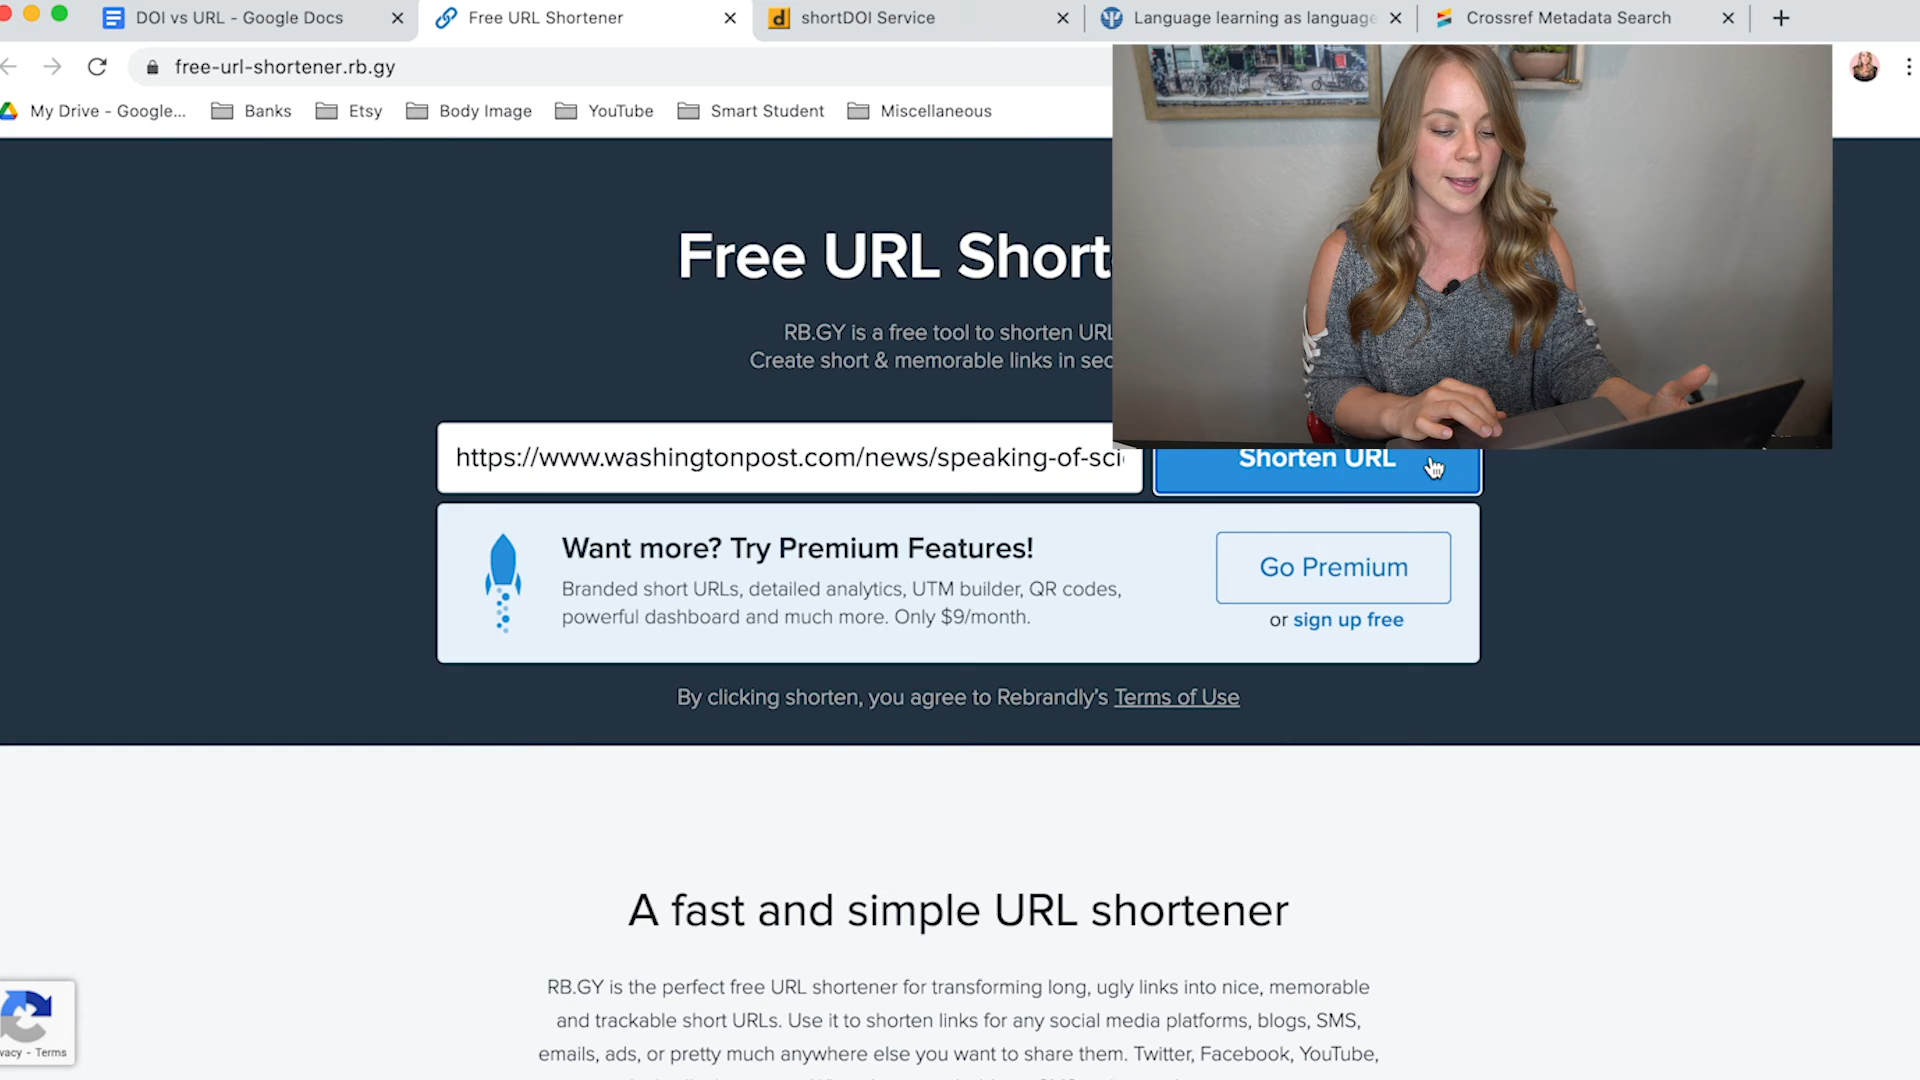 DOI vs URL - Google Docs
Free URL Shortener
shortDOI Service
Language learning as language
Crossref Metadata Search
free-url-shortener.rb.gy
My Drive - Google...
Banks
Etsy
Body Image
YouTube
Smart Student
Miscellaneous
Free URL Short
RB.GY is a free tool to shorten URL
Create short & memorable links in sec
https://www.washingtonpost.com/news/speaking-of-sci
Shorten URL
Want more? Try Premium Features!
Branded short URLs, detailed analytics, UTM builder, QR codes,
powerful dashboard and much more. Only $9/month.
Go Premium
or sign up free
By clicking shorten, you agree to Rebrandly's Terms of Use
A fast and simple URL shortener
RB.GY is the perfect free URL shortener for transforming long, ugly links into nice, memorable
and trackable short URLs. Use it to shorten links for any social media platforms, blogs, SMS,
emails, ads, or pretty much anywhere else you want to share them. Twitter, Facebook, YouTube,
vacy - Terms